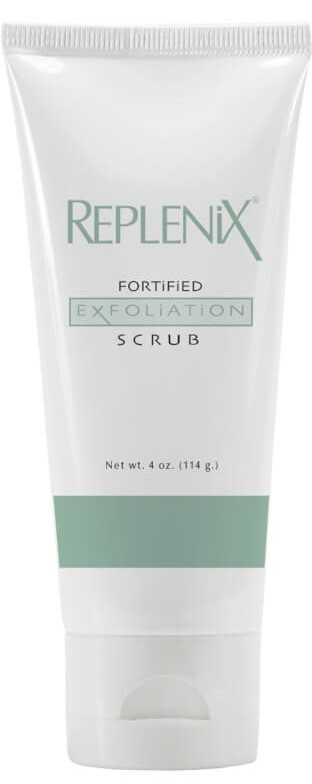 REPLENiX®
FORTiFiED
EXFOLiATiON
SCRUB
Net wt. 4 oz. (114 g.)